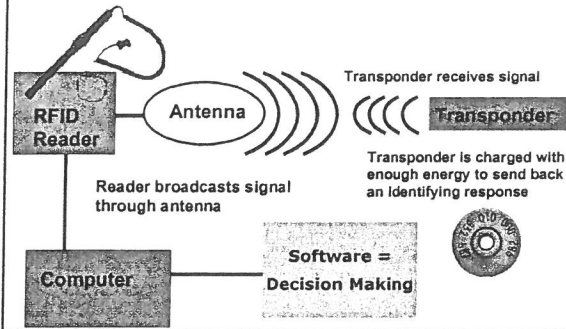 Transponder receives signal
RFID
Reader
Antenna
Transponder
Transponder is charged with
enough energy to send back
an identifying response
Reader broadcasts signal
through antenna
Computer
Software =
Decision Making